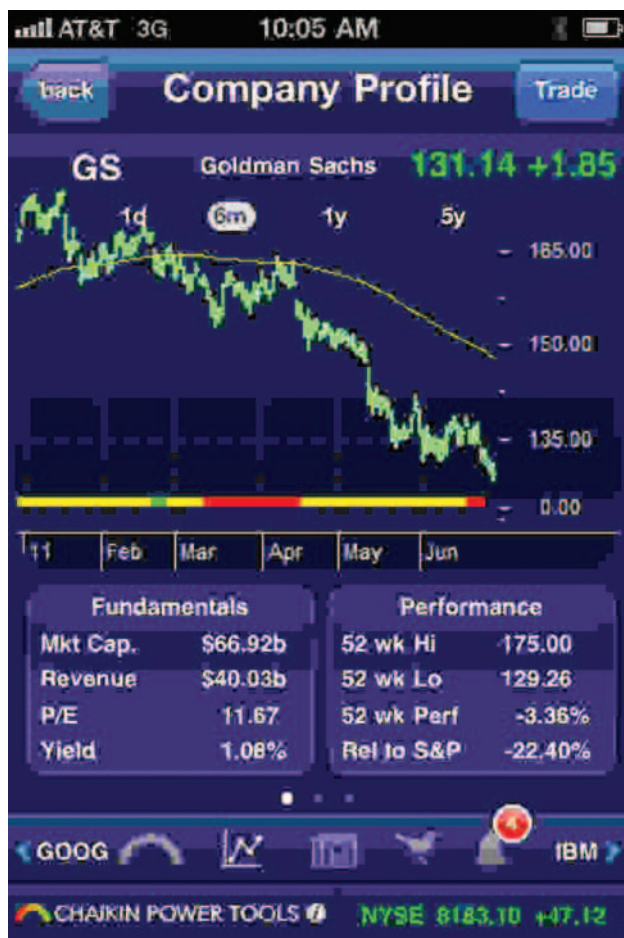 AT&T 3G 10:05 AM
back Company Profile Trade
GS Goldman Sachs 131.14 +1.85
1d 6m 1y 5y
165.00
150.00
135.00
0.00
11 Feb Mar Apr May Jun
Fundamentals
Mkt Cap. $66.92b
Revenue $40.03b
P/E 11.67
Yield 1.08%
Performance
52 wk Hi 175.00
52 wk Lo 129.26
52 wk Perf -3.36%
Rel to S&P -22.40%
4
GOOG IBM
CHAIKIN POWER TOOLS i NYSE 8183.10 +47.12